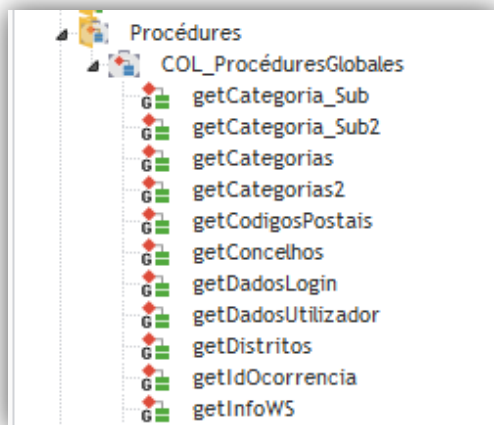 Procédures
COL_ProcéduresGlobales
G getCategoria_Sub
G getCategoria_Sub2
G getCategorias
G getCategorias2
G getCodigosPostais
G getConcelhos
G getDadosLogin
G getDadosUtilizador
G getDistritos
G getIdOcorrencia
G getInfoWS